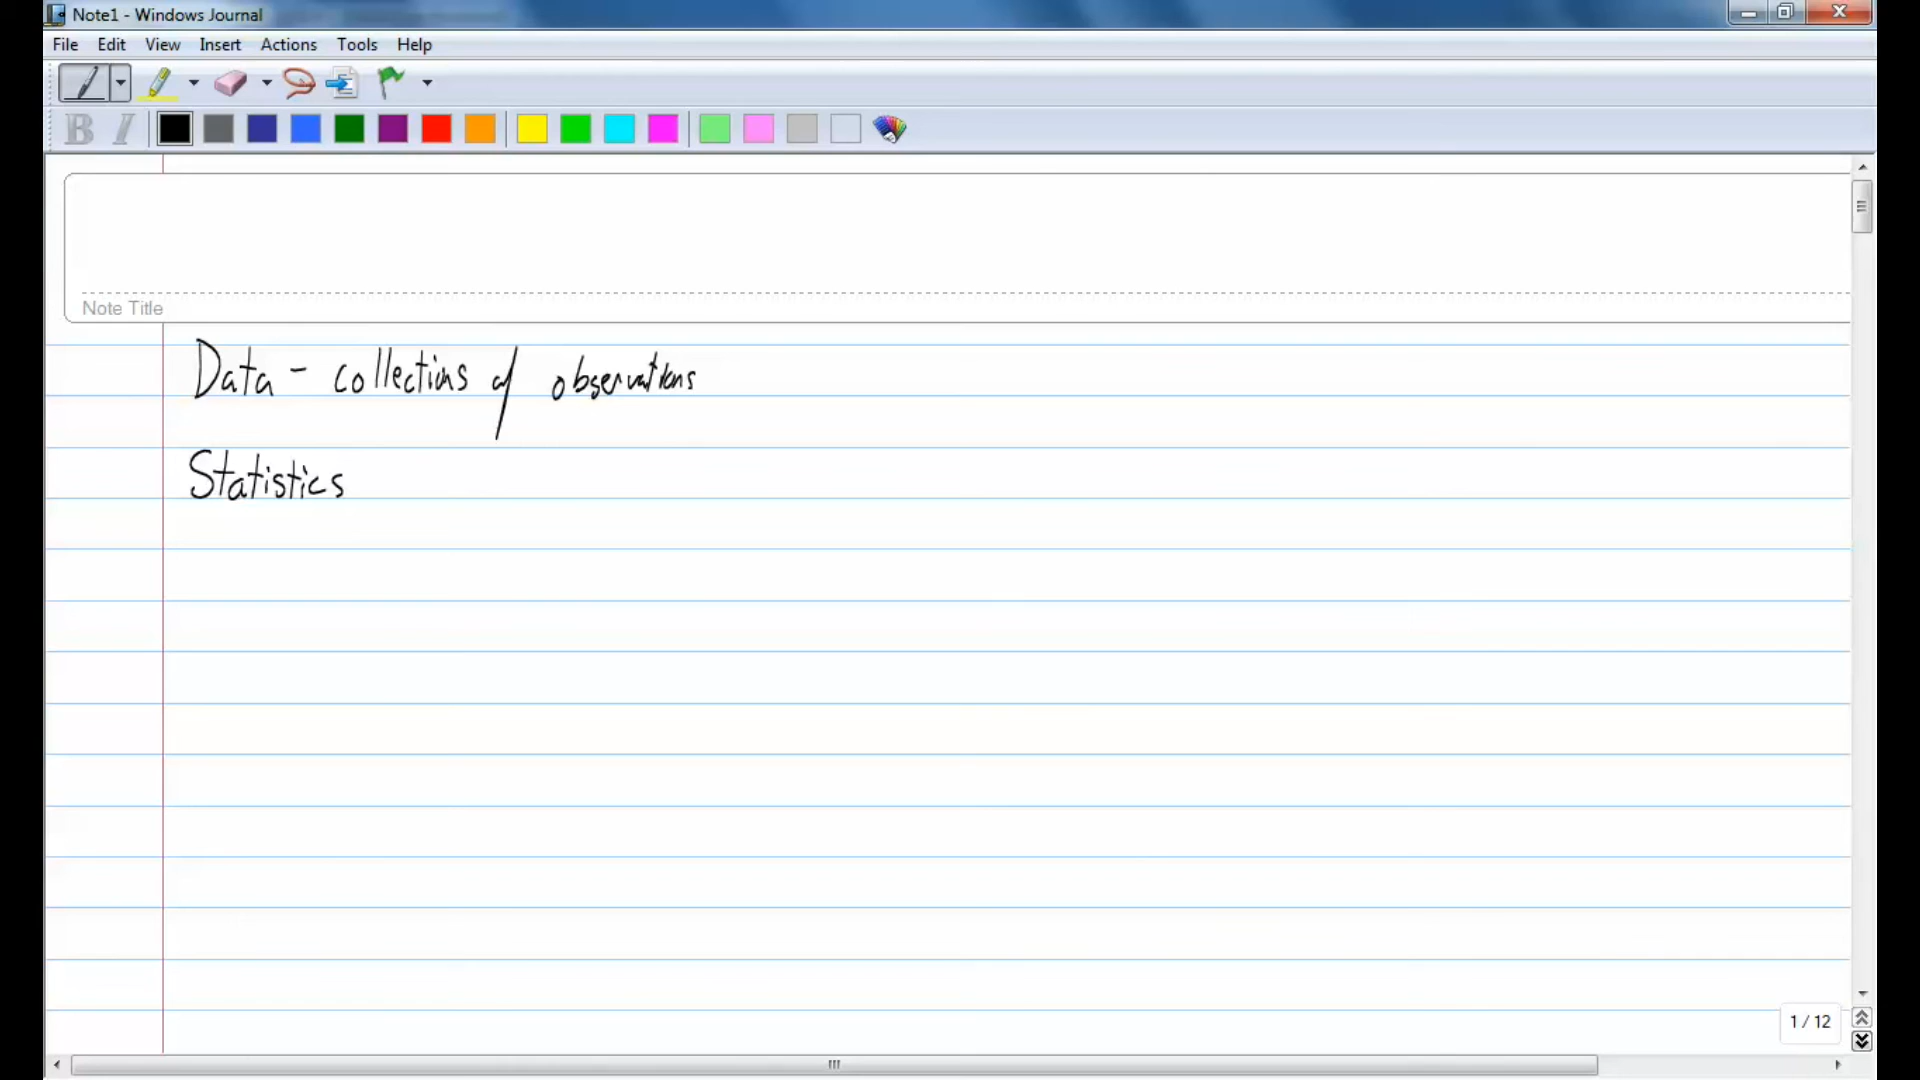 Note1 - Windows Journal
File Edit View Insert Actions Tools Help
B I
Note Title
Data - collections of observations
Statistics
1 / 12